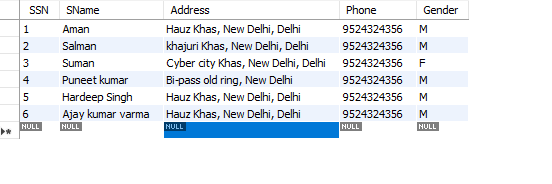 SSN SName Address Phone Gender
1 Aman Hauz Khas, New Delhi, Delhi 9524324356 M
2 Salman khajuri Khas, New Delhi, Delhi 9524324356 M
3 Suman Cyber city Khas, New Delhi, Delhi 9524324356 F
4 Puneet kumar Bi-pass old ring, New Delhi 9524324356 M
5 Hardeep Singh Hauz Khas, New Delhi, Delhi 9524324356 M
6 Ajay kumar varma Hauz Khas, New Delhi, Delhi 9524324356 M
NULL NULL NULL NULL NULL